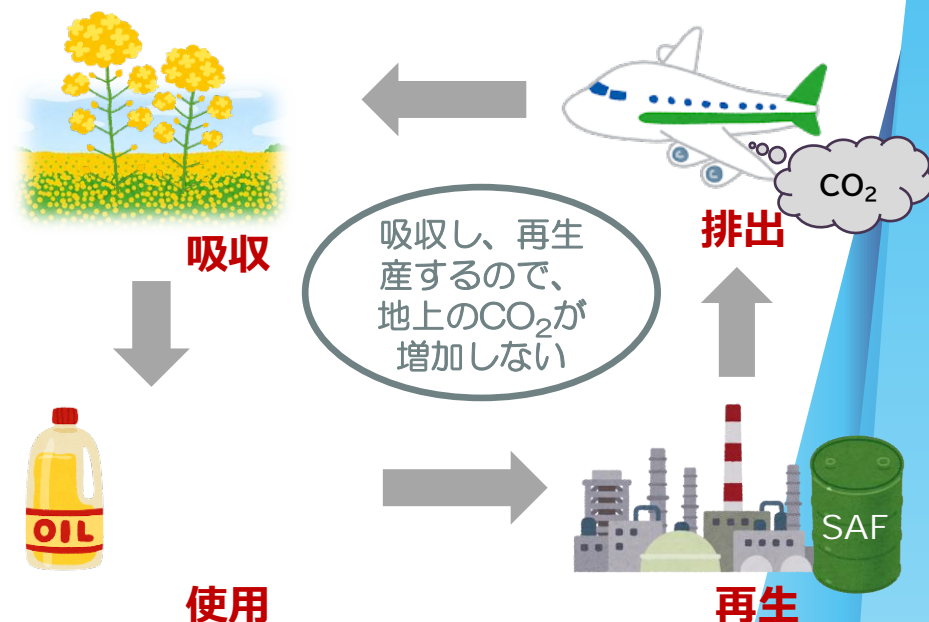 CO₂
排出
吸収
吸収し、再生
産するので、
地上のCO₂が
増加しない
OIL
SAF
使用
再生